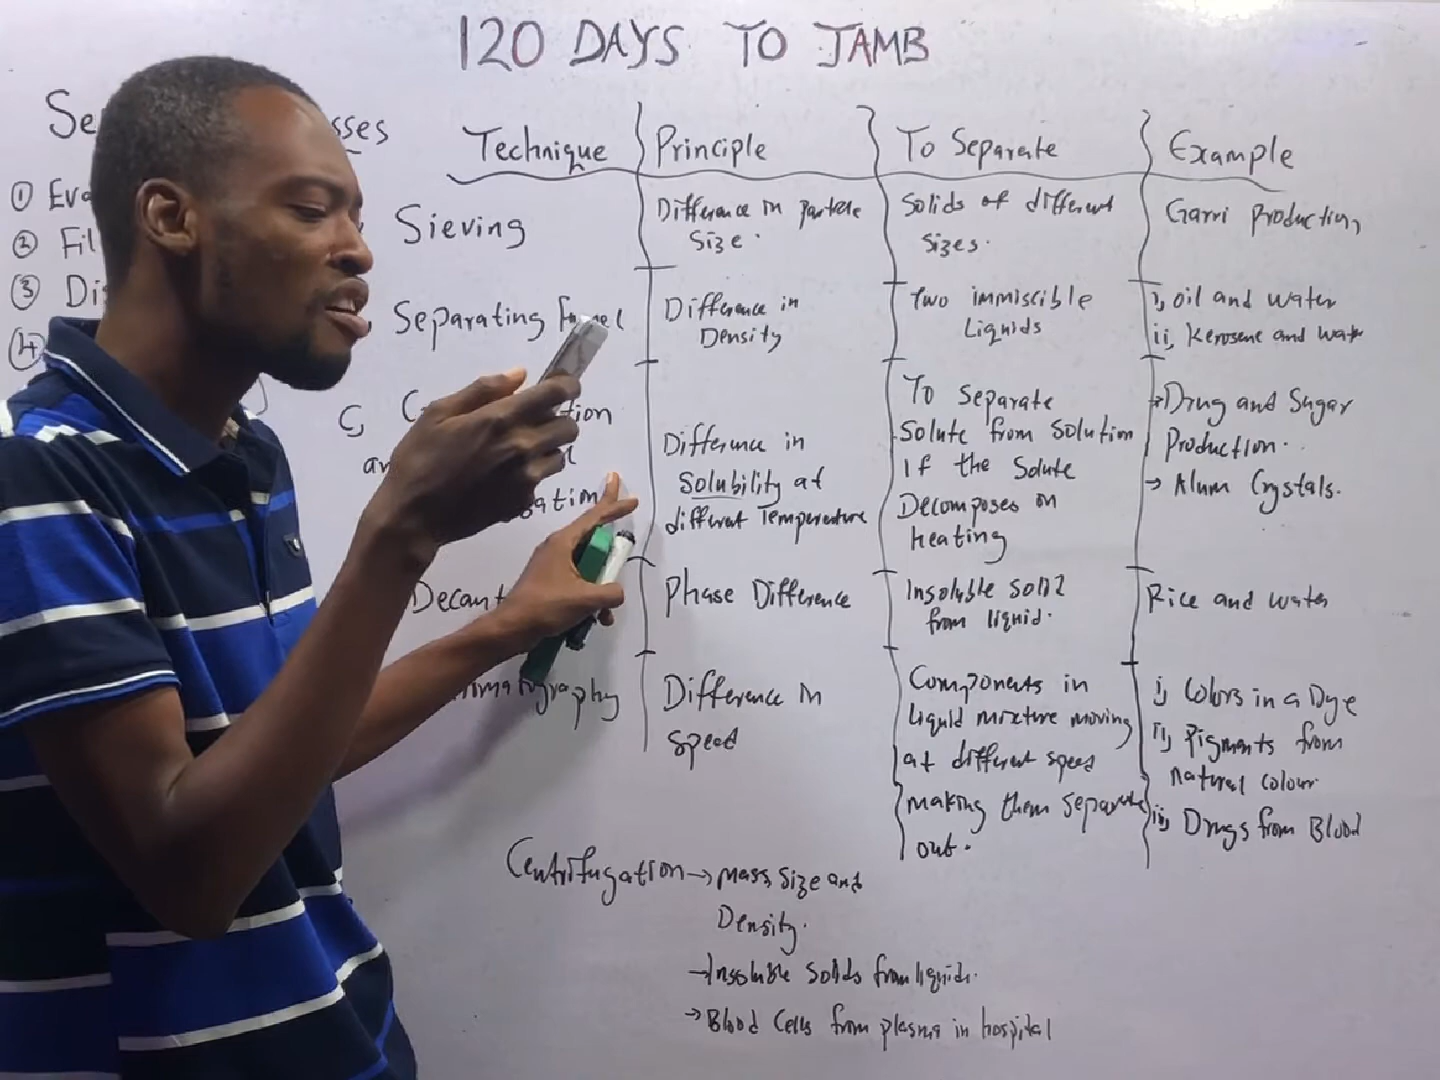 120 DAYS TO JAMB
Technique Principle To Separate Example
① Eva
② Fil
③ Di
④
Sieving
Difference in Particle
Size.
Solids of different
Sizes.
Garri Production
Separating
Difference in
Density
Two immiscible
Liquids
i, oil and water
ii, Kerosene and water
Difference in
Solubility at
different Temperature
To Separate
Solute from Solution
If the Solute
Decomposes on
heating
→ Drug and Sugar
Production.
→ Alum Crystals.
Decant
Phase Difference
Insoluble solid
from liquid.
Rice and water
Difference in
Speed
Components in
liquid mixture moving
at different speed
making them separate
out.
i, Colors in a Dye
ii, Pigments from
natural colour
iii, Drugs from Blood
Centrifugation → mass, size and
Density.
→ Insoluble solids from liquids.
→ Blood Cells from plasma in hospital